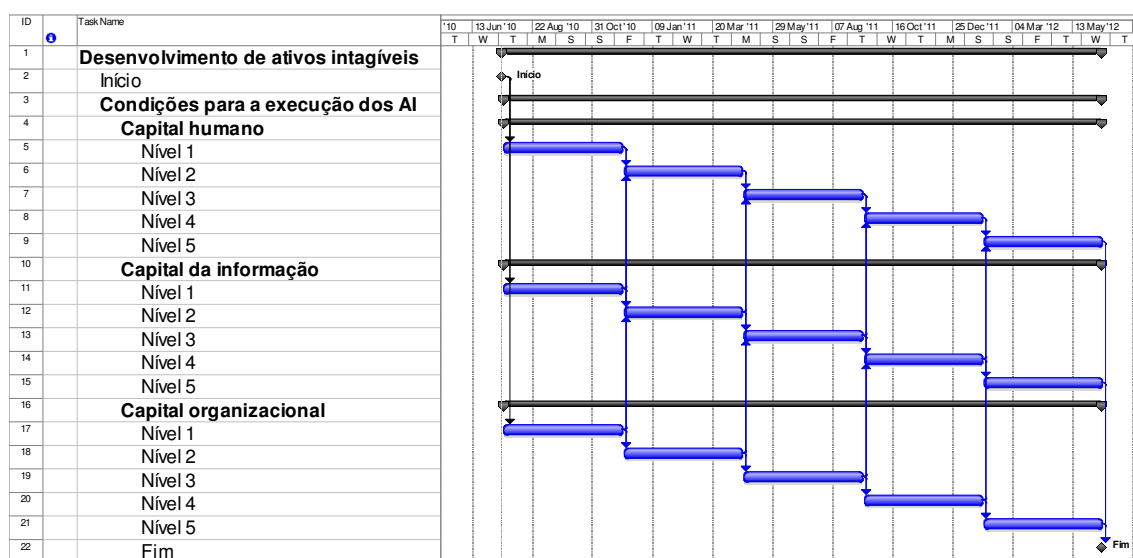 ID Task Name '10 13 Jun '10 22 Aug '10 31 Oct '10 09 Jan '11 20 Mar '11 29 May '11 07 Aug '11 16 Oct '11 25 Dec '11 04 Mar '12 13 May '12
T W T M S S F T W T M S S F T W T M S S F T W T
1 Desenvolvimento de ativos intagíveis
2 Início Início
3 Condições para a execução dos AI
4 Capital humano
5 Nível 1
6 Nível 2
7 Nível 3
8 Nível 4
9 Nível 5
10 Capital da informação
11 Nível 1
12 Nível 2
13 Nível 3
14 Nível 4
15 Nível 5
16 Capital organizacional
17 Nível 1
18 Nível 2
19 Nível 3
20 Nível 4
21 Nível 5
22 Fim Fim